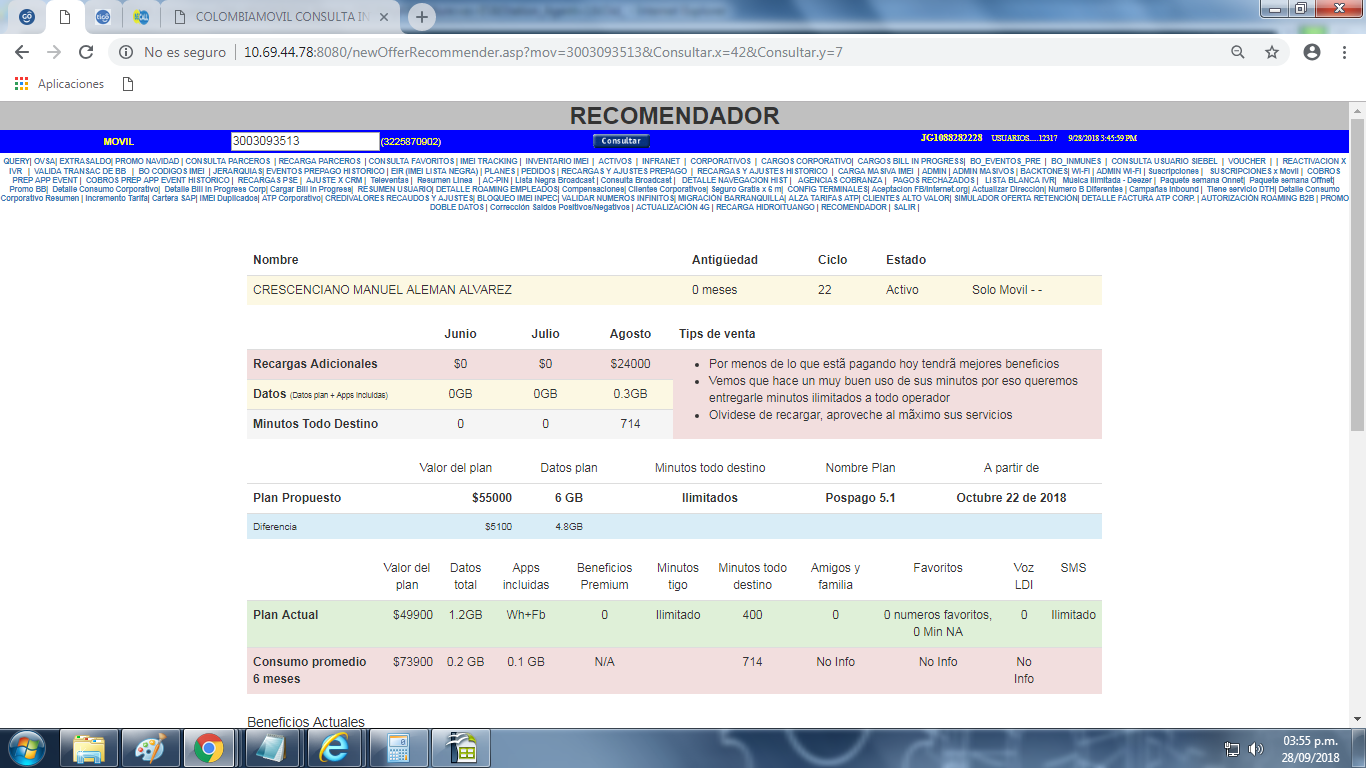 COLOMBIAMOVIL CONSULTA IN
No es seguro
10.69.44.78:8080/newOfferRecommender.asp?mov=3003093513&Consultar.x=42&Consultar.y=7
Aplicaciones
RECOMENDADOR
MOVIL 3003093513 (3225870902) Consultar JG1088282228 USUARIOS.....12317 9/28/2018 3:45:59 PM
QUERY| OVSA| EXTRASALDO| PROMO NAVIDAD | CONSULTA PARCEROS | RECARGA PARCEROS | CONSULTA FAVORITOS | IMEI TRACKING | INVENTARIO IMEI | ACTIVOS | INFRANET | CORPORATIVOS | CARGOS CORPORATIVO| CARGOS BILL IN PROGRESS| BO_EVENTOS_PRE | BO_INMUNES | CONSULTA USUARIO SIEBEL | VOUCHER | | REACTIVACION X
IVR | VALIDA TRANSAC DE BB | BO CODIGOS IMEI | JERARQUIAS| EVENTOS PREPAGO HISTORICO | EIR (IMEI LISTA NEGRA) | PLANES | PEDIDOS | RECARGAS Y AJUSTES PREPAGO | RECARGAS Y AJUSTES HISTORICO | CARGA MASIVA IMEI | ADMIN | ADMIN MASIVOS | BACKTONES| WI-FI | ADMIN WI-FI | Suscripciones | SUSCRIPCIONES x Movil | COBROS
PREP APP EVENT | COBROS PREP APP EVENT HISTORICO | RECARGAS PSE | AJUSTE X CRM | Televentas | Resumen Linea | AC-PIN | Lista Negra Broadcast | Consulta Broadcast | DETALLE NAVEGACION HIST | AGENCIAS COBRANZA | PAGOS RECHAZADOS | LISTA BLANCA IVR| Musica Ilimitada - Deezer | Paquete semana Onnet| Paquete semana Offnet|
Promo BB| Detalle Consumo Corporativo| Detalle Bill In Progress Corp| Cargar Bill In Progress| RESUMEN USUARIO| DETALLE ROAMING EMPLEADOS| Compensaciones| Clientes Corporativos| Seguro Gratis x 6 m| CONFIG TERMINALES| Aceptacion FB/Internet.org| Actualizar Dirección| Numero B Diferentes | Campañas Inbound | Tiene servicio DTH| Detalle Consumo
Corporativo Resumen | Incremento Tarifa| Cartera SAP| IMEI Duplicados| ATP Corporativo| CREDIVALORES RECAUDOS Y AJUSTES| BLOQUEO IMEI INPEC| VALIDAR NUMEROS INFINITOS| MIGRACIÓN BARRANQUILLA| ALZA TARIFAS ATP| CLIENTES ALTO VALOR| SIMULADOR OFERTA RETENCIÓN| DETALLE FACTURA ATP CORP. | AUTORIZACIÓN ROAMING B2B | PROMO
DOBLE DATOS | Corrección Saldos Positivos/Negativos | ACTUALIZACIÓN 4G | RECARGA HIDROITUANGO | RECOMENDADOR | SALIR |
Nombre Antigüedad Ciclo Estado
CRESCENCIANO MANUEL ALEMAN ALVAREZ 0 meses 22 Activo Solo Movil - -
Junio Julio Agosto Tips de venta
Recargas Adicionales $0 $0 $24000
Datos (Datos plan + Apps incluidas) 0GB 0GB 0.3GB
Minutos Todo Destino 0 0 714
Por menos de lo que estã pagando hoy tendrã mejores beneficios
Vemos que hace un muy buen uso de sus minutos por eso queremos
entregarle minutos ilimitados a todo operador
Olvidese de recargar, aproveche al mãximo sus servicios
Valor del plan Datos plan Minutos todo destino Nombre Plan A partir de
Plan Propuesto $55000 6 GB Ilimitados Pospago 5.1 Octubre 22 de 2018
Diferencia $5100 4.8GB
Valor del plan Datos total Apps incluidas Beneficios Premium Minutos tigo Minutos todo destino Amigos y familia Favoritos Voz LDI SMS
Plan Actual $49900 1.2GB Wh+Fb 0 Ilimitado 400 0 0 numeros favoritos, 0 Min NA 0 Ilimitado
Consumo promedio 6 meses $73900 0.2 GB 0.1 GB N/A 714 No Info No Info No Info
Beneficios Actuales
03:55 p.m.
28/09/2018